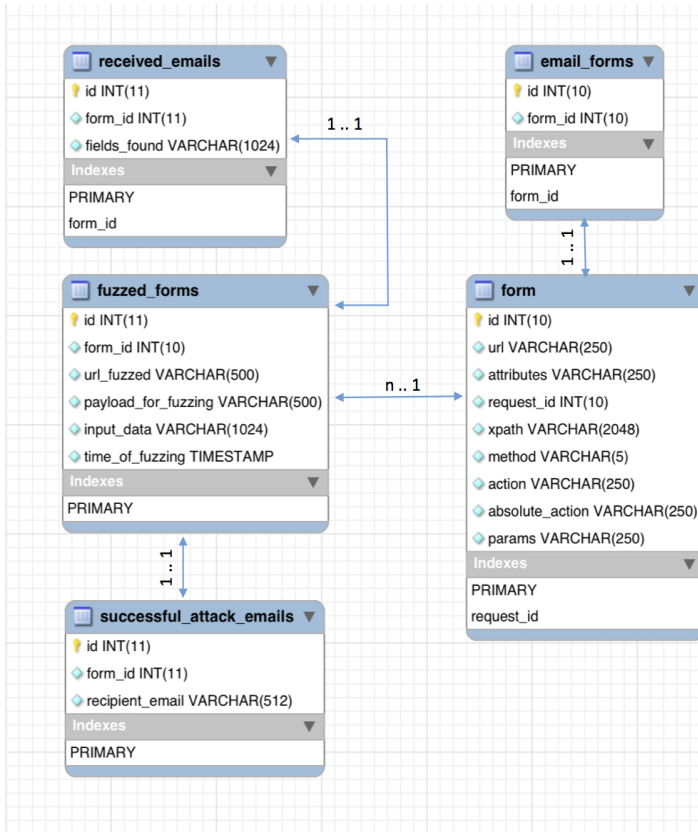 received_emails
id INT(11)
form_id INT(11)
fields_found VARCHAR(1024)
Indexes
PRIMARY
form_id
1 .. 1
email_forms
id INT(10)
form_id INT(10)
Indexes
PRIMARY
form_id
1 .. 1
fuzzed_forms
id INT(11)
form_id INT(10)
url_fuzzed VARCHAR(500)
payload_for_fuzzing VARCHAR(500)
input_data VARCHAR(1024)
time_of_fuzzing TIMESTAMP
Indexes
PRIMARY
n .. 1
form
id INT(10)
url VARCHAR(250)
attributes VARCHAR(250)
request_id INT(10)
xpath VARCHAR(2048)
method VARCHAR(5)
action VARCHAR(250)
absolute_action VARCHAR(250)
params VARCHAR(250)
Indexes
PRIMARY
request_id
1 .. 1
successful_attack_emails
id INT(11)
form_id INT(11)
recipient_email VARCHAR(512)
Indexes
PRIMARY